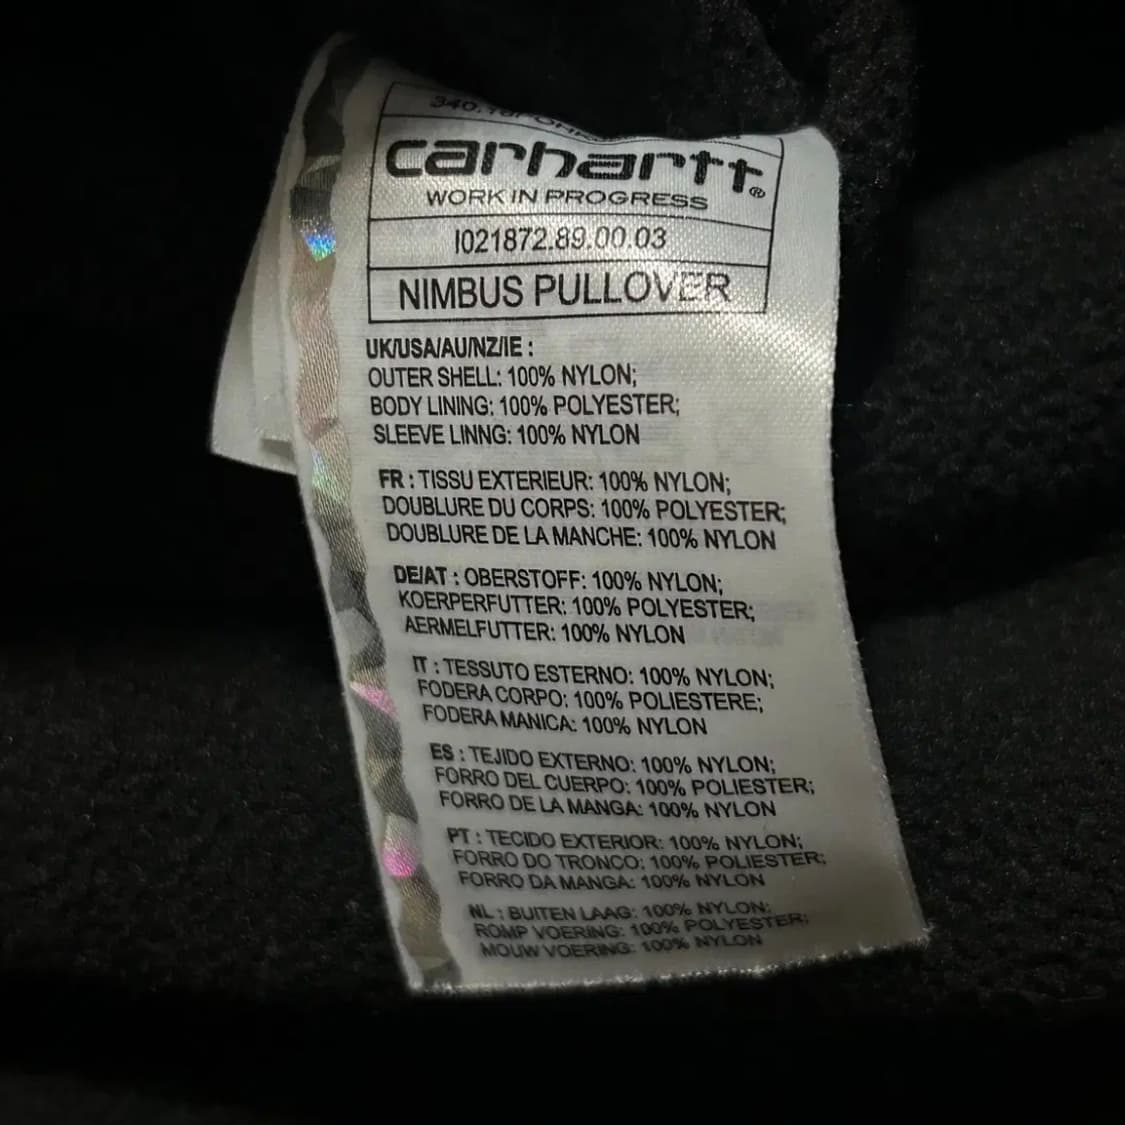 carhartt®
WORK IN PROGRESS
I021872.89.00.03
NIMBUS PULLOVER
UK/USA/AU/NZ/IE :
OUTER SHELL: 100% NYLON;
BODY LINING: 100% POLYESTER;
SLEEVE LINNG: 100% NYLON
FR : TISSU EXTERIEUR: 100% NYLON;
DOUBLURE DU CORPS: 100% POLYESTER;
DOUBLURE DE LA MANCHE: 100% NYLON
DE/AT : OBERSTOFF: 100% NYLON;
KOERPERFUTTER: 100% POLYESTER;
AERMELFUTTER: 100% NYLON
IT : TESSUTO ESTERNO: 100% NYLON;
FODERA CORPO: 100% POLIESTERE;
FODERA MANICA: 100% NYLON
ES : TEJIDO EXTERNO: 100% NYLON;
FORRO DEL CUERPO: 100% POLIESTER;
FORRO DE LA MANGA: 100% NYLON
PT : TECIDO EXTERIOR: 100% NYLON;
FORRO DO TRONCO: 100% POLIESTER;
FORRO DA MANGA: 100% NYLON
NL : BUITEN LAAG: 100% NYLON;
ROMP VOERING: 100% POLYESTER;
MOUW VOERING: 100% NYLON